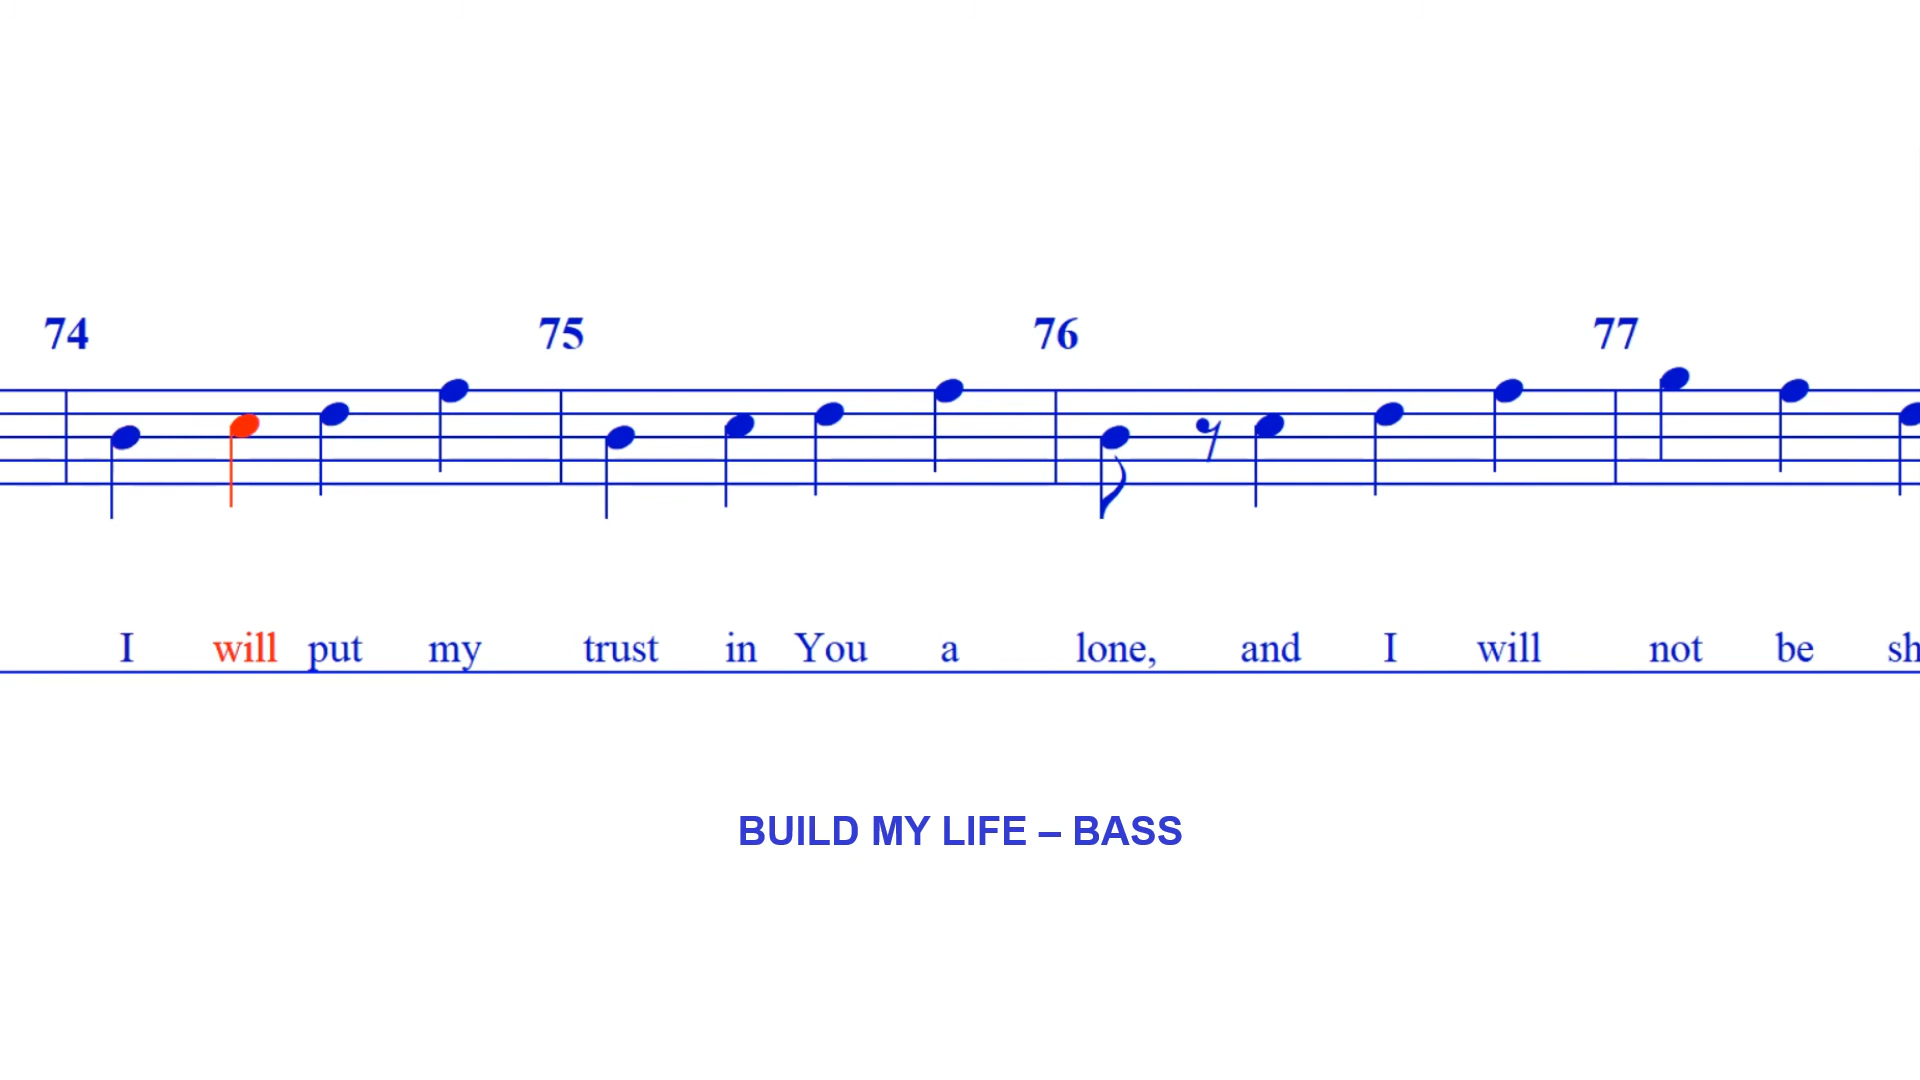 74 75 76 77
I will put my trust in You a lone, and I will not be sh
BUILD MY LIFE – BASS